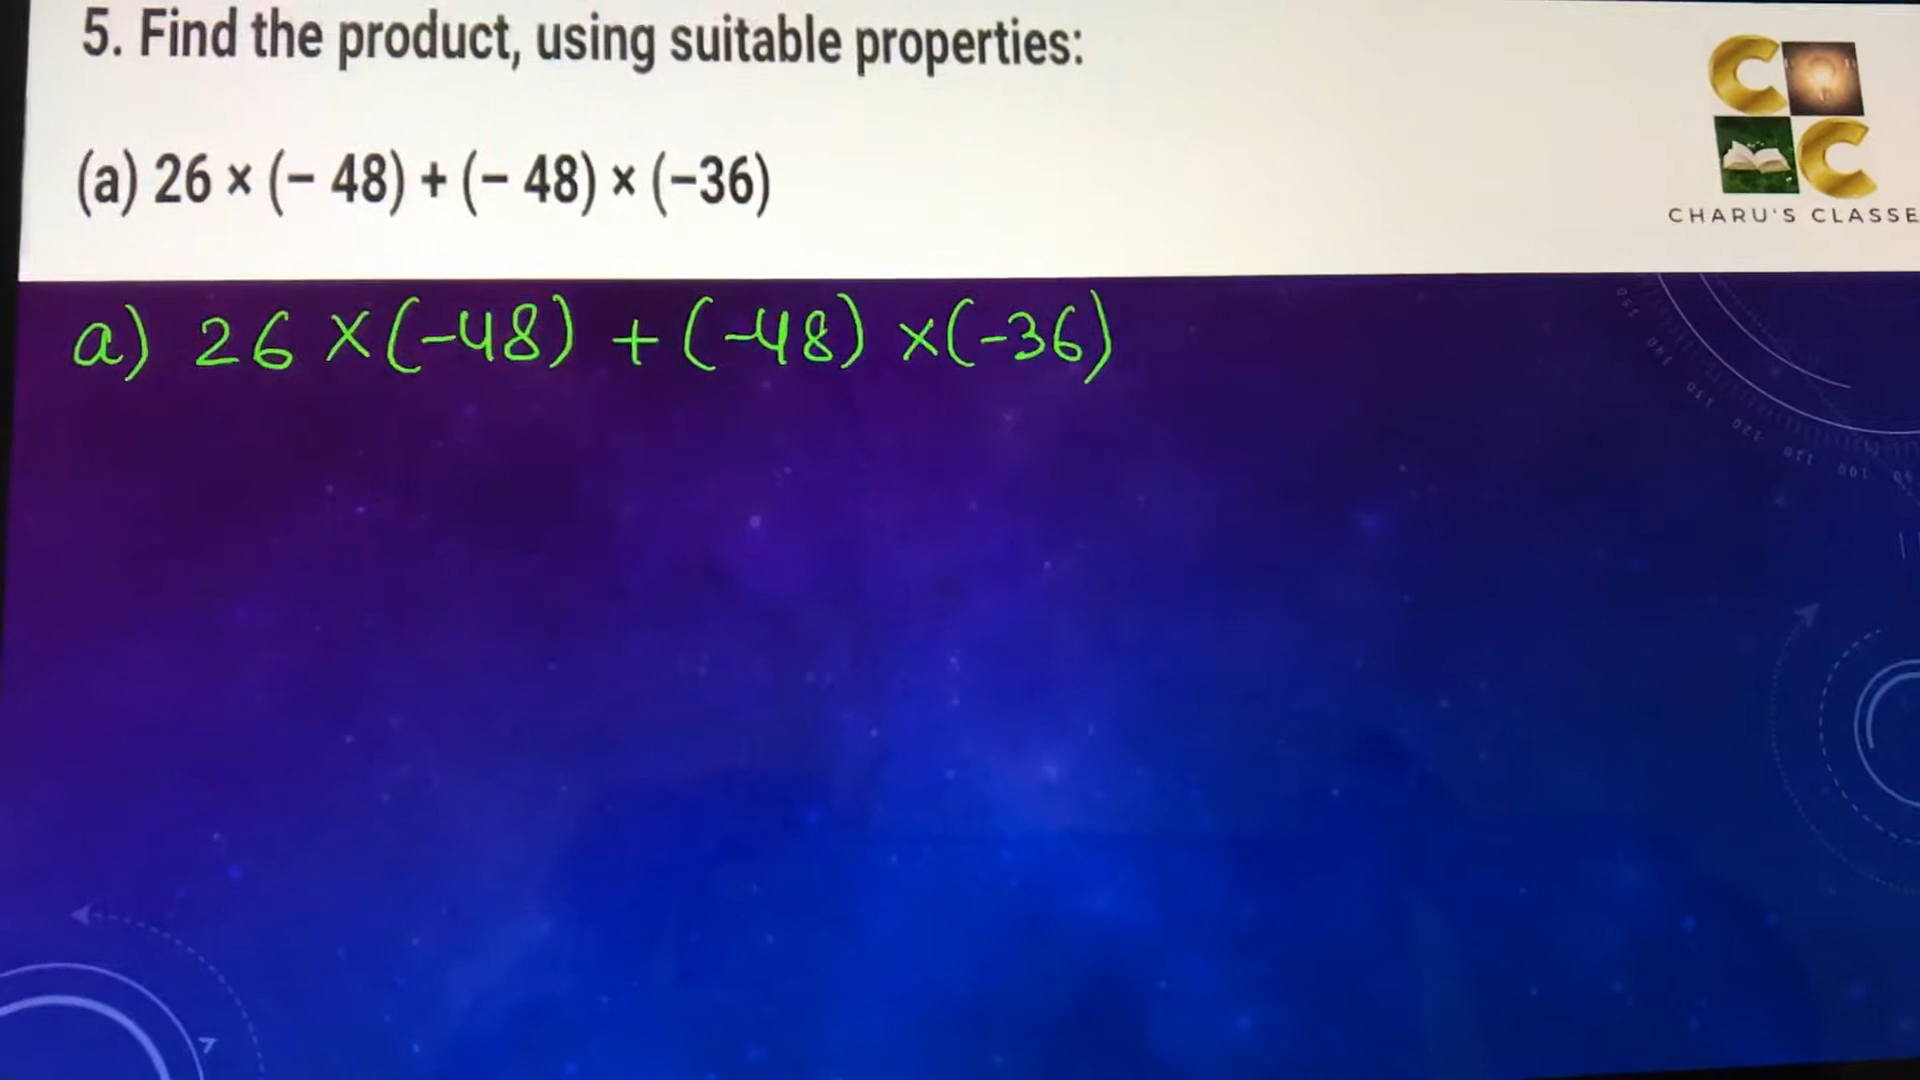 5. Find the product, using suitable properties:
(a) 26 × (– 48) + (– 48) × (–36)
CHARU'S CLASSE
a) 26 × (-48) + (-48) × (-36)